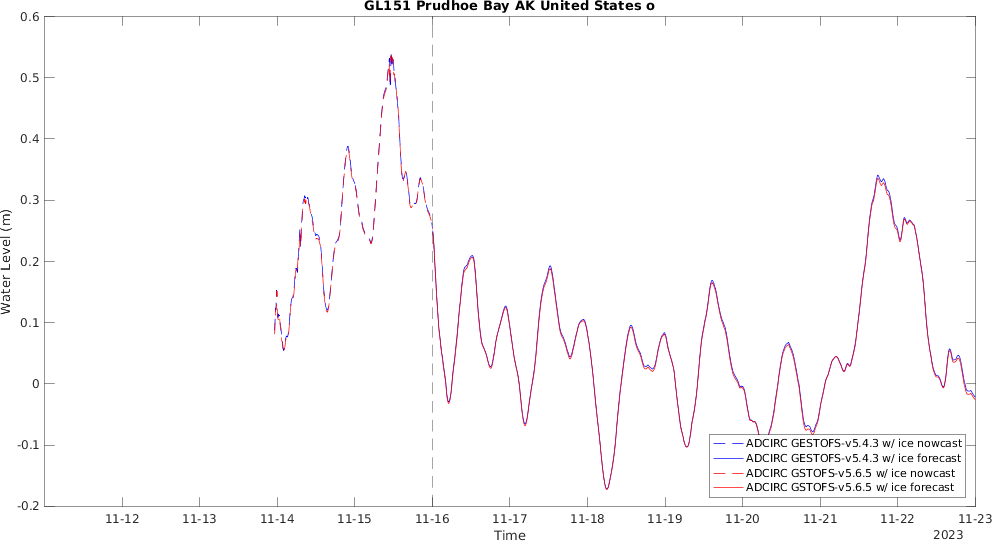 GL151 Prudhoe Bay AK United States o
0.6
0.5
0.4
0.3
0.2
0.1
0
-0.1
-0.2
Water Level (m)
ADCIRC GESTOFS-v5.4.3 w/ ice nowcast
ADCIRC GESTOFS-v5.4.3 w/ ice forecast
ADCIRC GSTOFS-v5.6.5 w/ ice nowcast
ADCIRC GSTOFS-v5.6.5 w/ ice forecast
11-12 11-13 11-14 11-15 11-16 11-17 11-18 11-19 11-20 11-21 11-22 11-23
Time
2023